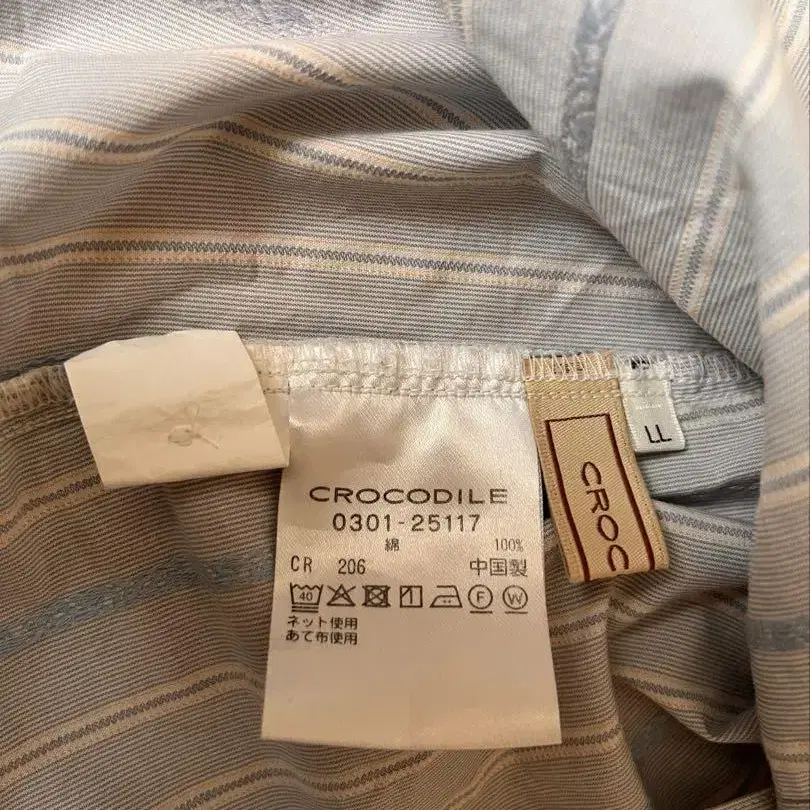 CROCODILE
0301-25117
綿 100%
CR 206 中国製
40 F W
ネット使用
あて布使用
CROC
LL